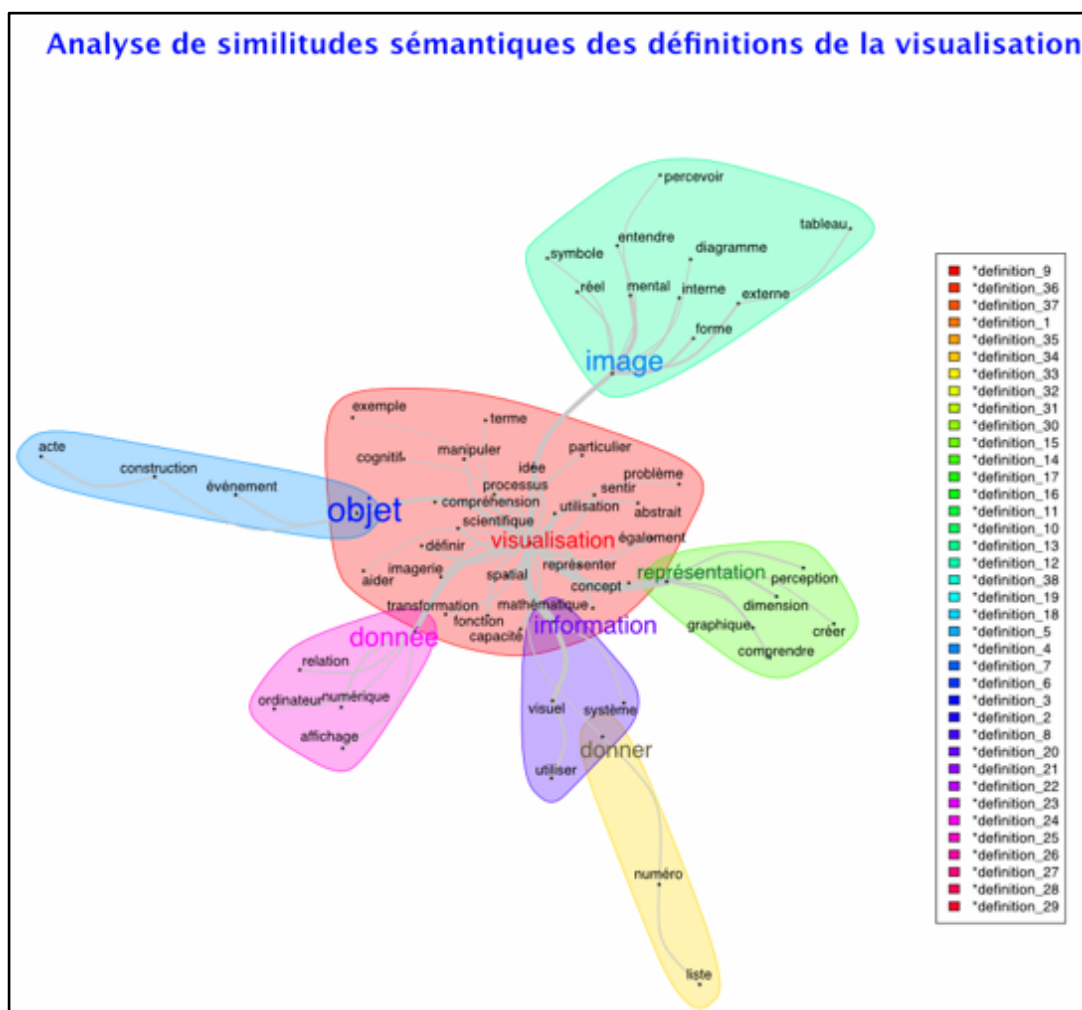 Analyse de similitudes sémantiques des définitions de la visualisation
percevoir
tableau
entendre
symbole
diagramme
réel
mental
interne
externe
forme
image
exemple
terme
acte
construction
événement
objet
cognitif
manipuler
particulier
idée
processus
problème
sentir
compréhension
utilisation
abstrait
scientifique
visualisation
également
définir
imagerie
aider
spatial
représenter
concept
représentation
perception
dimension
graphique
créer
comprendre
transformation
fonction
mathématique
capacité
information
donnée
relation
ordinateur
numérique
affichage
visuel
système
donner
utiliser
numéro
liste
*definition_9
*definition_36
*definition_37
*definition_1
*definition_35
*definition_34
*definition_33
*definition_32
*definition_31
*definition_30
*definition_15
*definition_14
*definition_17
*definition_16
*definition_11
*definition_10
*definition_13
*definition_12
*definition_38
*definition_19
*definition_18
*definition_5
*definition_4
*definition_7
*definition_6
*definition_3
*definition_2
*definition_8
*definition_20
*definition_21
*definition_22
*definition_23
*definition_24
*definition_25
*definition_26
*definition_27
*definition_28
*definition_29